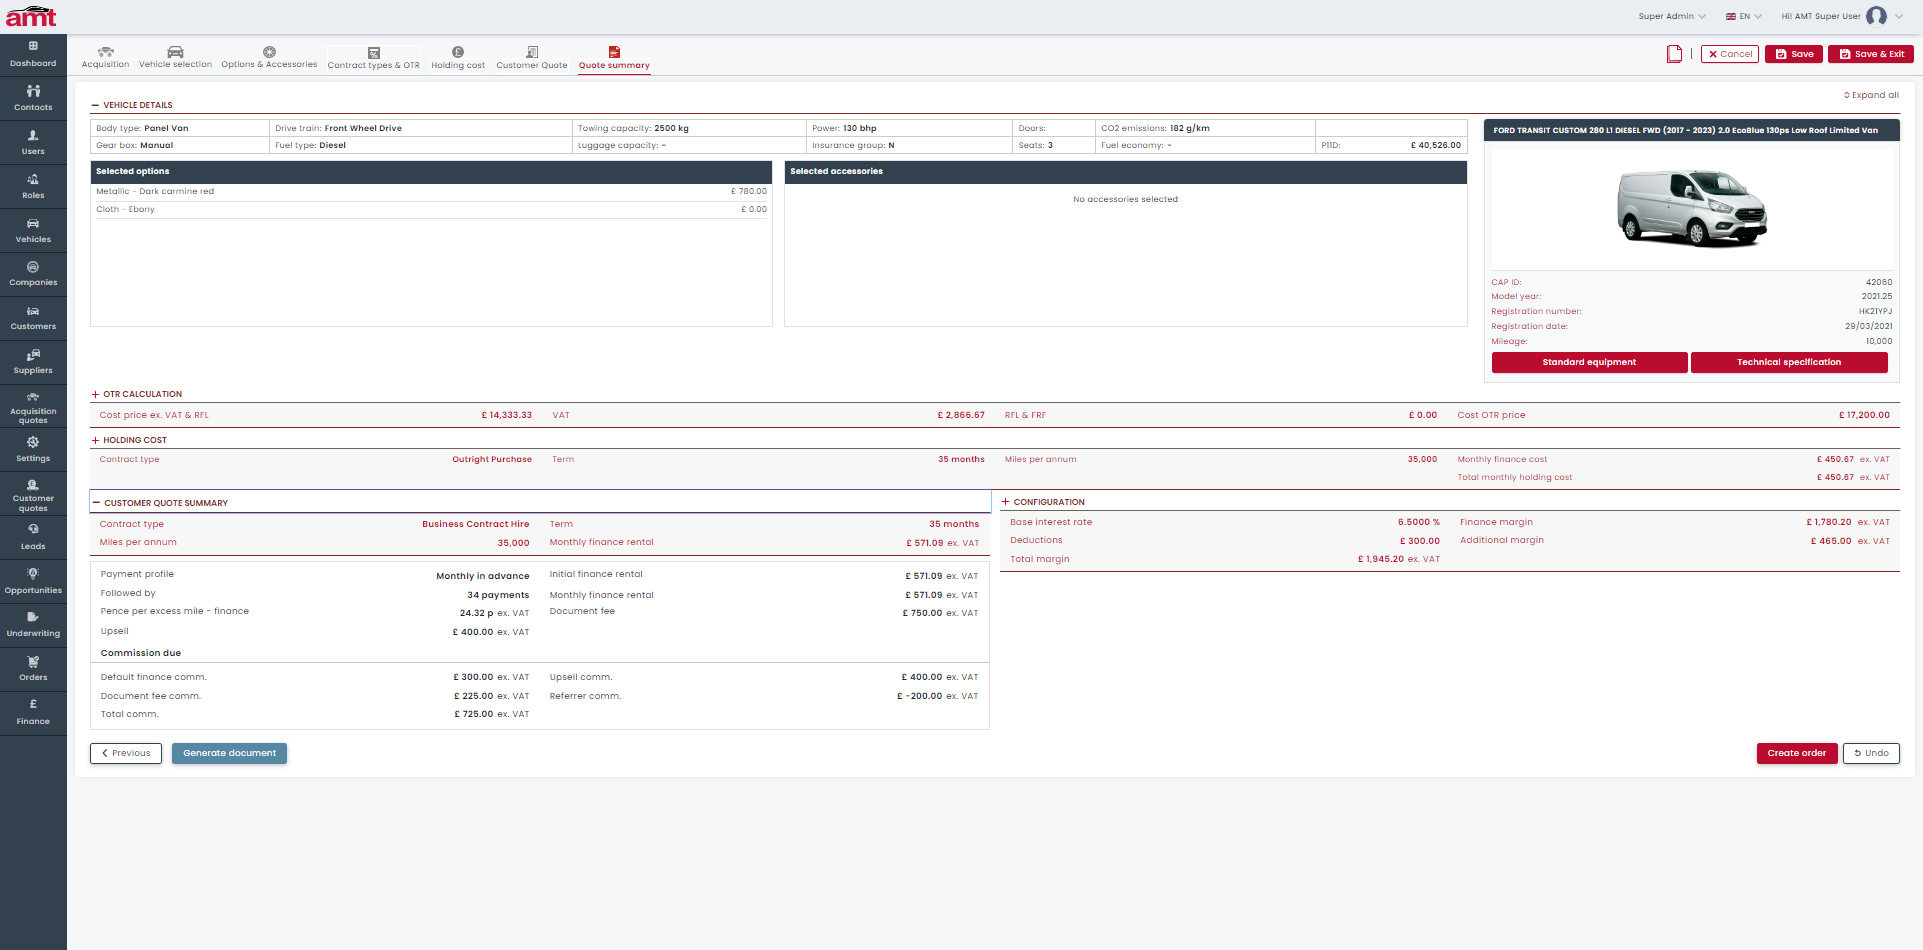 amt
Super Admin
EN
Hi! AMT Super User
Dashboard
Contacts
Users
Roles
Vehicles
Companies
Customers
Suppliers
Acquisition
quotes
Settings
Customer
quotes
Leads
Opportunities
Underwriting
Orders
Finance
Acquisition
Vehicle selection
Options & Accessories
Contract types & OTR
Holding cost
Customer Quote
Quote summary
Cancel
Save
Save & Exit
Expand all
VEHICLE DETAILS
Body type: Panel Van Drive train: Front Wheel Drive Towing capacity: 2500 kg Power: 130 bhp Doors: CO2 emissions: 182 g/km
Gear box: Manual Fuel type: Diesel Luggage capacity: - Insurance group: N Seats: 3 Fuel economy: - P11D: £ 40,526.00
Selected options
Metallic - Dark carmine red £ 780.00
Cloth - Ebony £ 0.00
Selected accessories
No accessories selected
FORD TRANSIT CUSTOM 280 L1 DIESEL FWD (2017 - 2023) 2.0 EcoBlue 130ps Low Roof Limited Van
CAP ID: 42060
Model year: 2021.25
Registration number: HK21YPJ
Registration date: 29/03/2021
Mileage: 10,000
Standard equipment
Technical specification
OTR CALCULATION
Cost price ex. VAT & RFL £ 14,333.33 VAT £ 2,866.67 RFL & FRF £ 0.00 Cost OTR price £ 17,200.00
HOLDING COST
Contract type Outright Purchase Term 35 months Miles per annum 35,000 Monthly finance cost £ 450.67 ex. VAT
Total monthly holding cost £ 450.67 ex. VAT
CUSTOMER QUOTE SUMMARY
Contract type Business Contract Hire Term 35 months
Miles per annum 35,000 Monthly finance rental £ 571.09 ex. VAT
Payment profile Monthly in advance Initial finance rental £ 571.09 ex. VAT
Followed by 34 payments Monthly finance rental £ 571.09 ex. VAT
Pence per excess mile - finance 24.32 p ex. VAT Document fee £ 750.00 ex. VAT
Upsell £ 400.00 ex. VAT
Commission due
Default finance comm. £ 300.00 ex. VAT Upsell comm. £ 400.00 ex. VAT
Document fee comm. £ 225.00 ex. VAT Referrer comm. £ -200.00 ex. VAT
Total comm. £ 725.00 ex. VAT
CONFIGURATION
Base interest rate 6.5000 % Finance margin £ 1,780.20 ex. VAT
Deductions £ 300.00 Additional margin £ 465.00 ex. VAT
Total margin £ 1,945.20 ex. VAT
Previous
Generate document
Create order
Undo